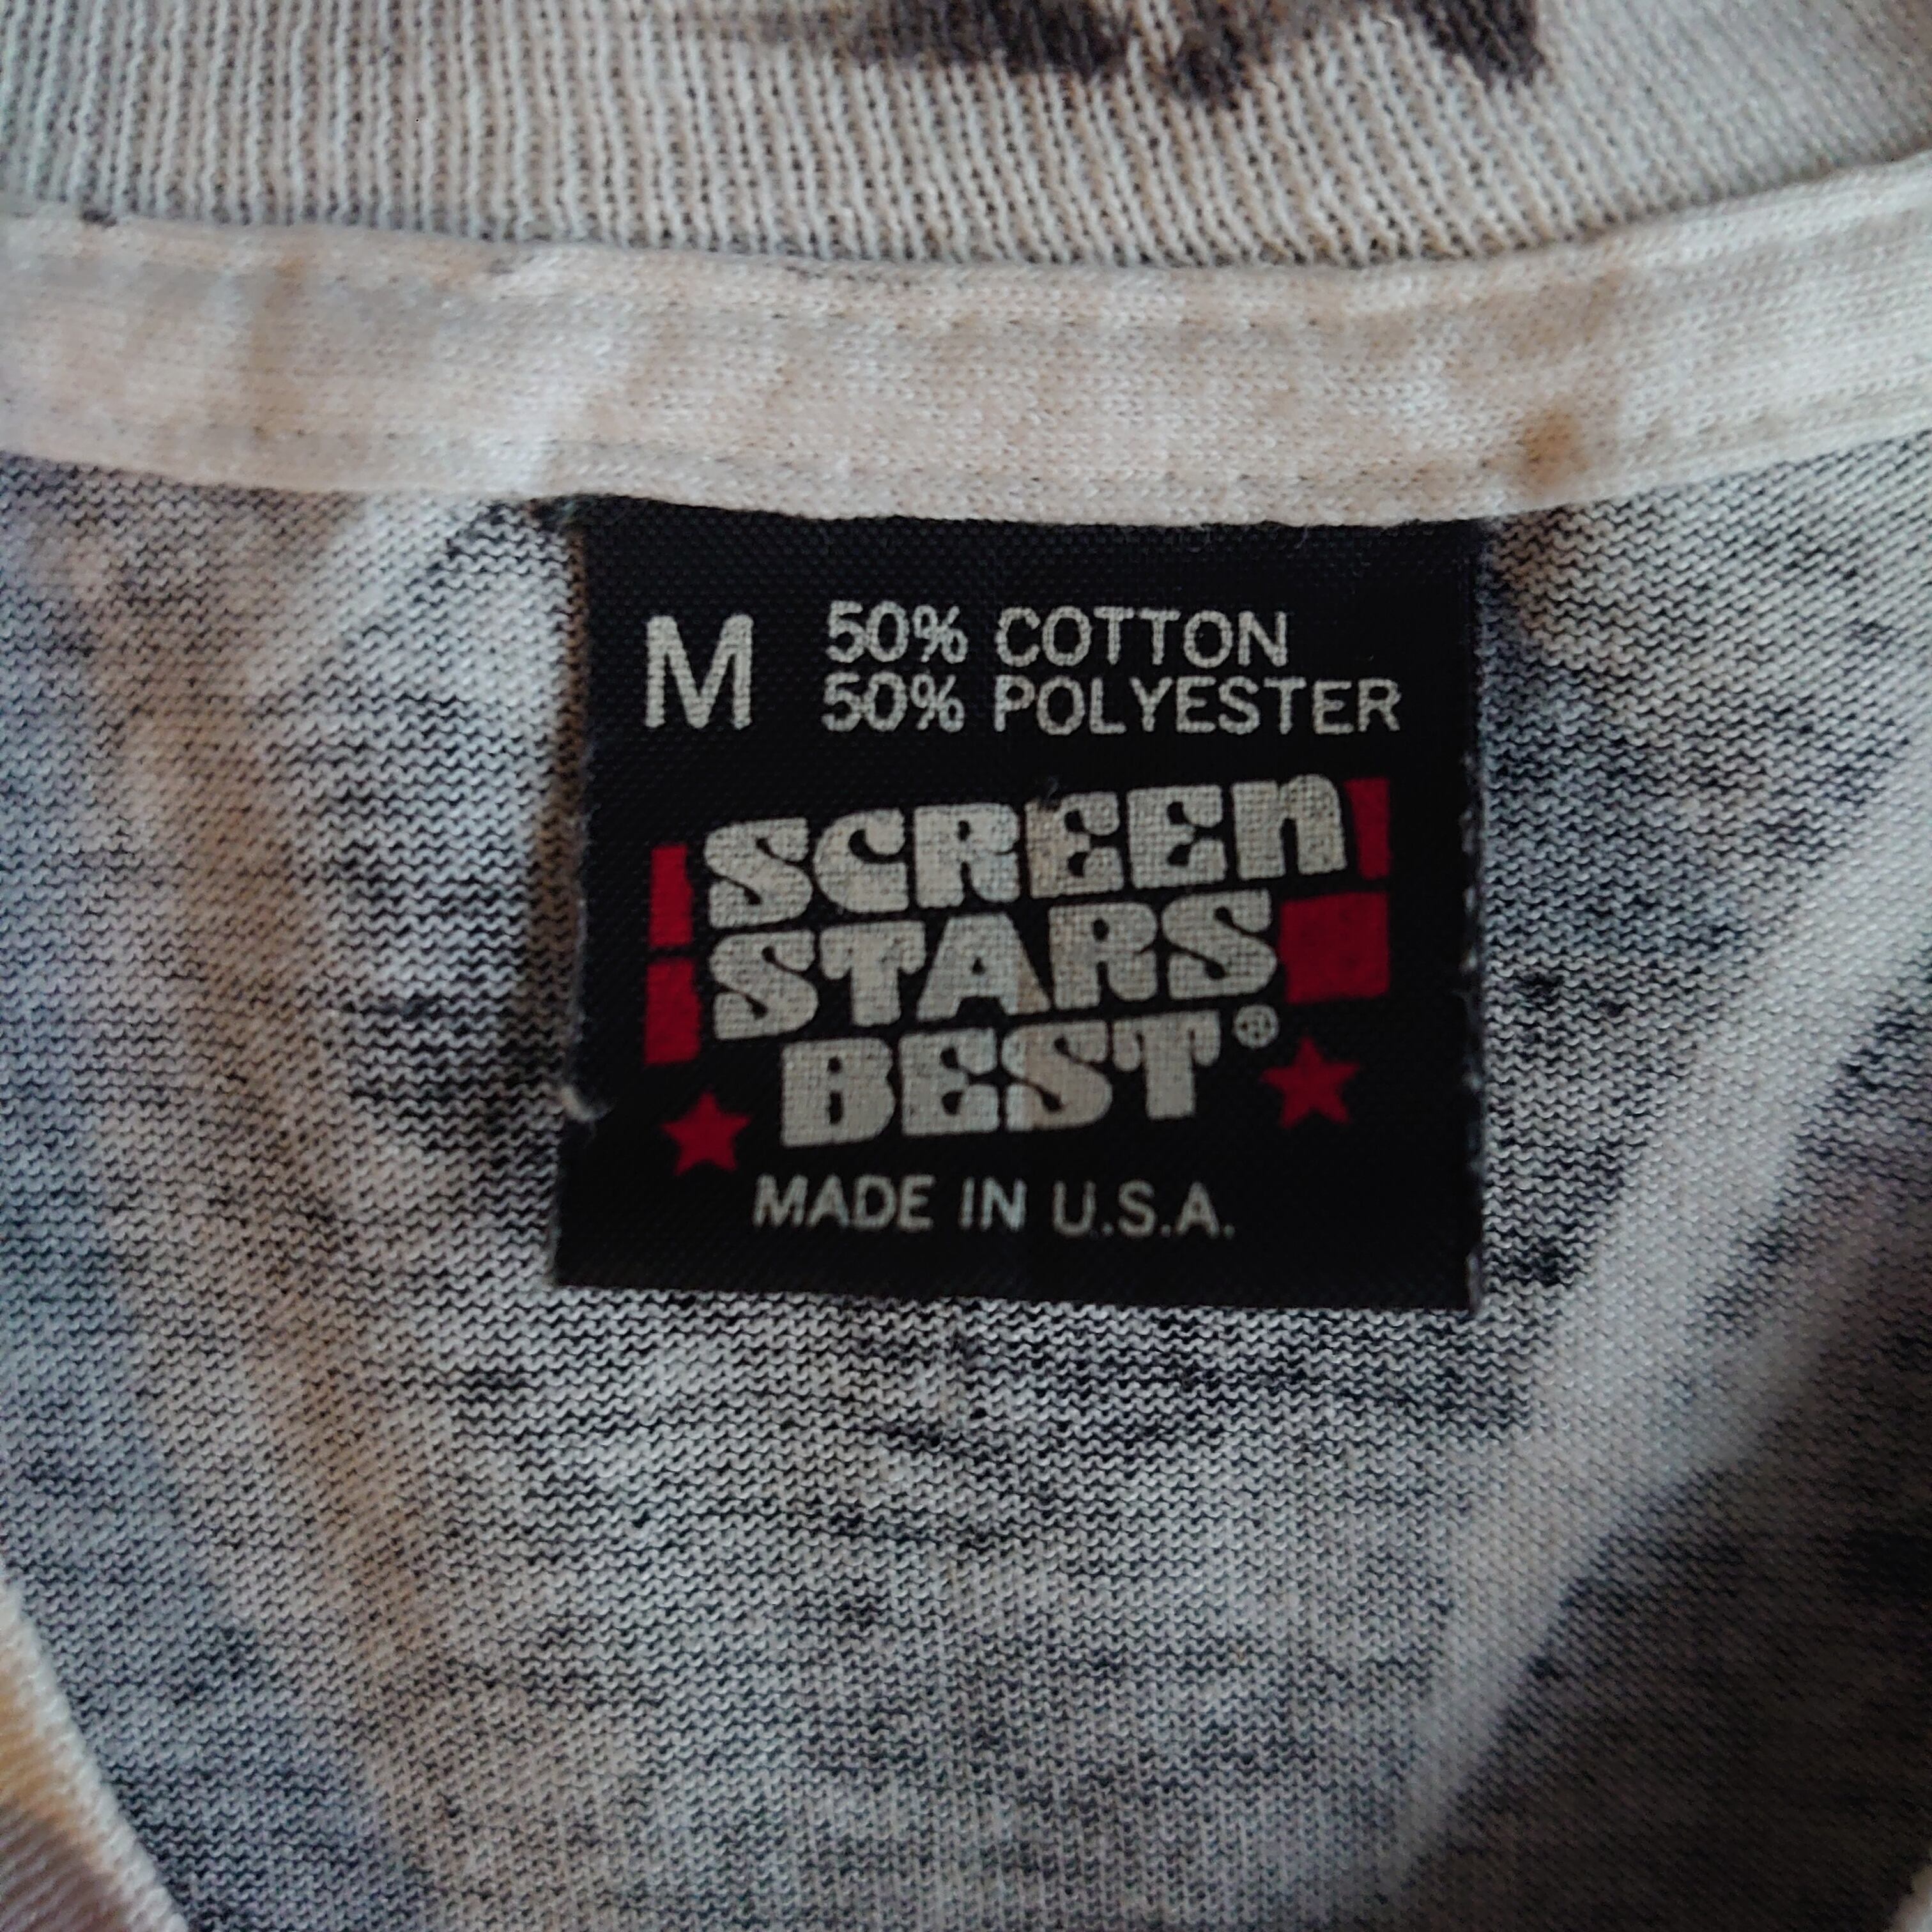 M 50% COTTON
50% POLYESTER
SCREEN
STARS
BEST®
MADE IN U.S.A.